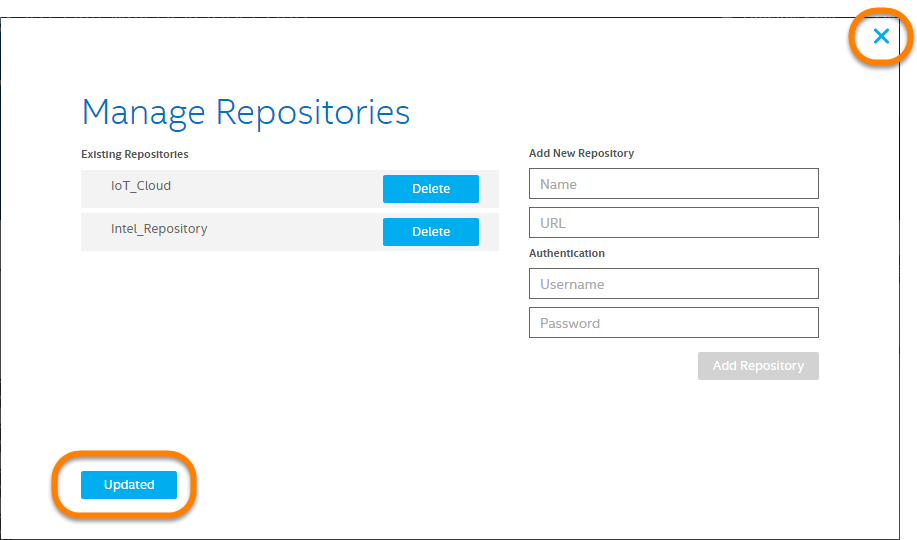 Manage Repositories
Existing Repositories
IoT_Cloud
Delete
Intel_Repository
Delete
Add New Repository
Name
URL
Authentication
Username
Password
Add Repository
Updated